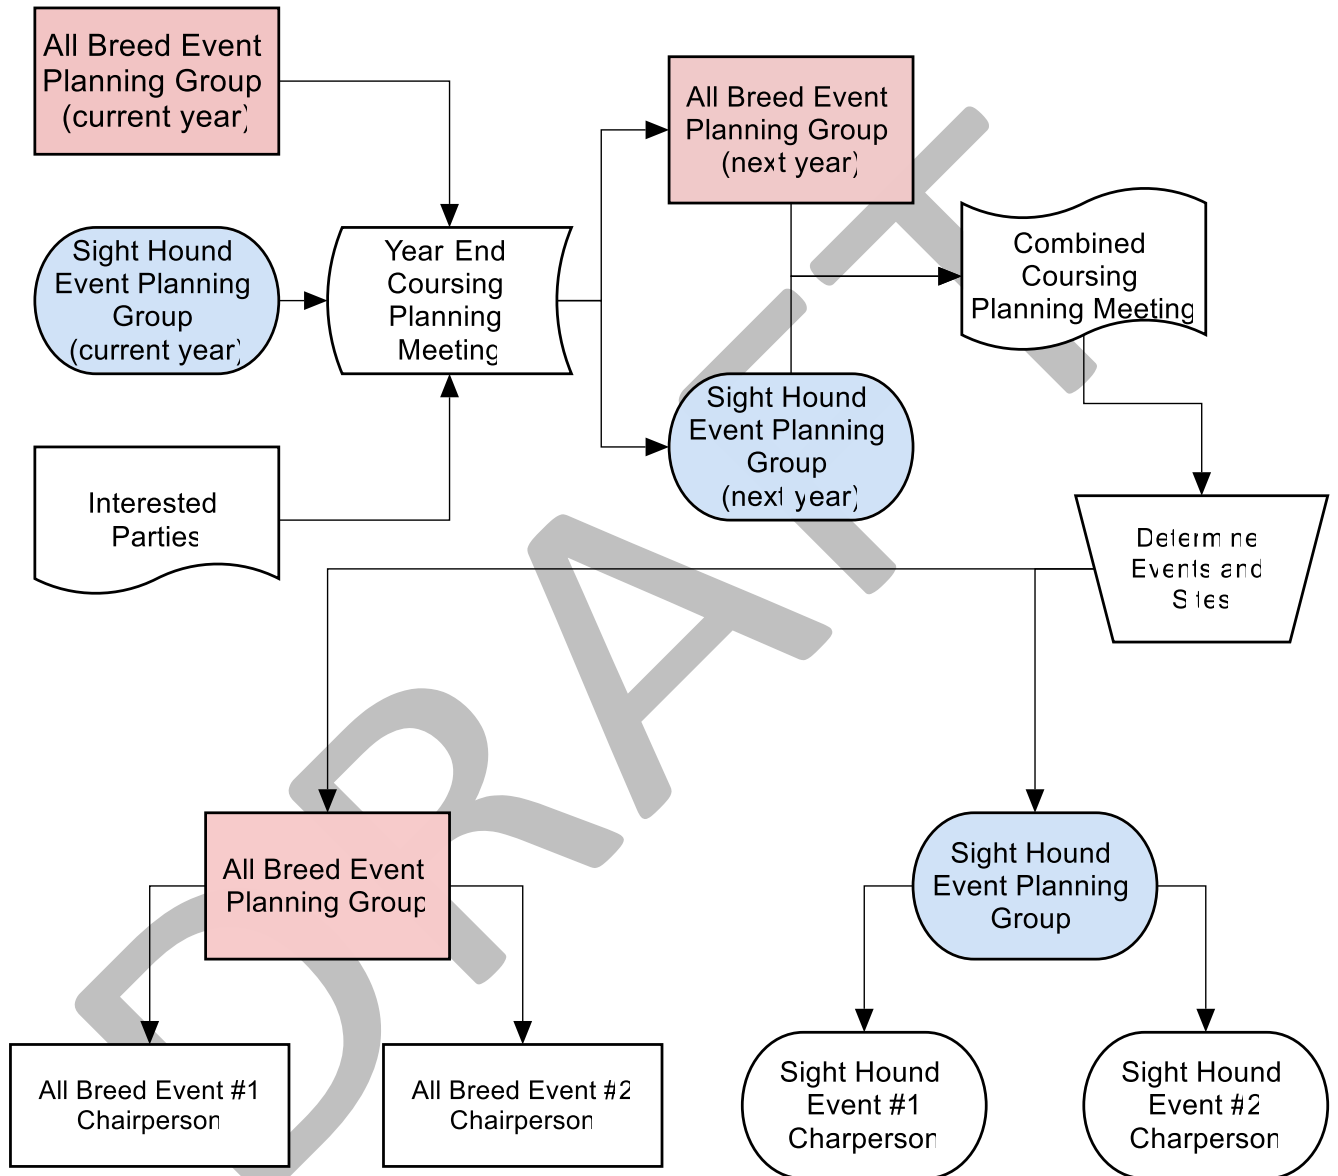 All Breed Event
Planning Group
(current year)
All Breed Event
Planning Group
(next year)
Sight Hound
Event Planning
Group
(current year)
Year End
Coursing
Planning
Meeting
Combined
Coursing
Planning Meeting
Sight Hound
Event Planning
Group
(next year)
Interested
Parties
Determine
Events and
Sites
DRAFT
All Breed Event
Planning Group
Sight Hound
Event Planning
Group
All Breed Event #1
Chairperson
All Breed Event #2
Chairperson
Sight Hound
Event #1
Charperson
Sight Hound
Event #2
Charperson